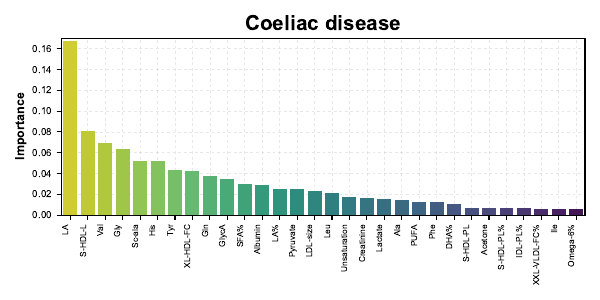 Coeliac disease
Importance
0.16
0.14
0.12
0.10
0.08
0.06
0.04
0.02
0.00
LA
S-HDL-L
Val
Gly
Sc-ala
His
Tyr
XL-HDL-FC
Gln
GlycA
SFA%
Albumin
LA%
Pyruvate
LDL-size
Leu
Unsaturation
Creatinine
Lactate
Ala
PUFA
Phe
DHA%
S-HDL-PL
Acetone
S-HDL-PL%
IDL-PL%
XXL-VLDL-FC%
Ile
Omega-6%